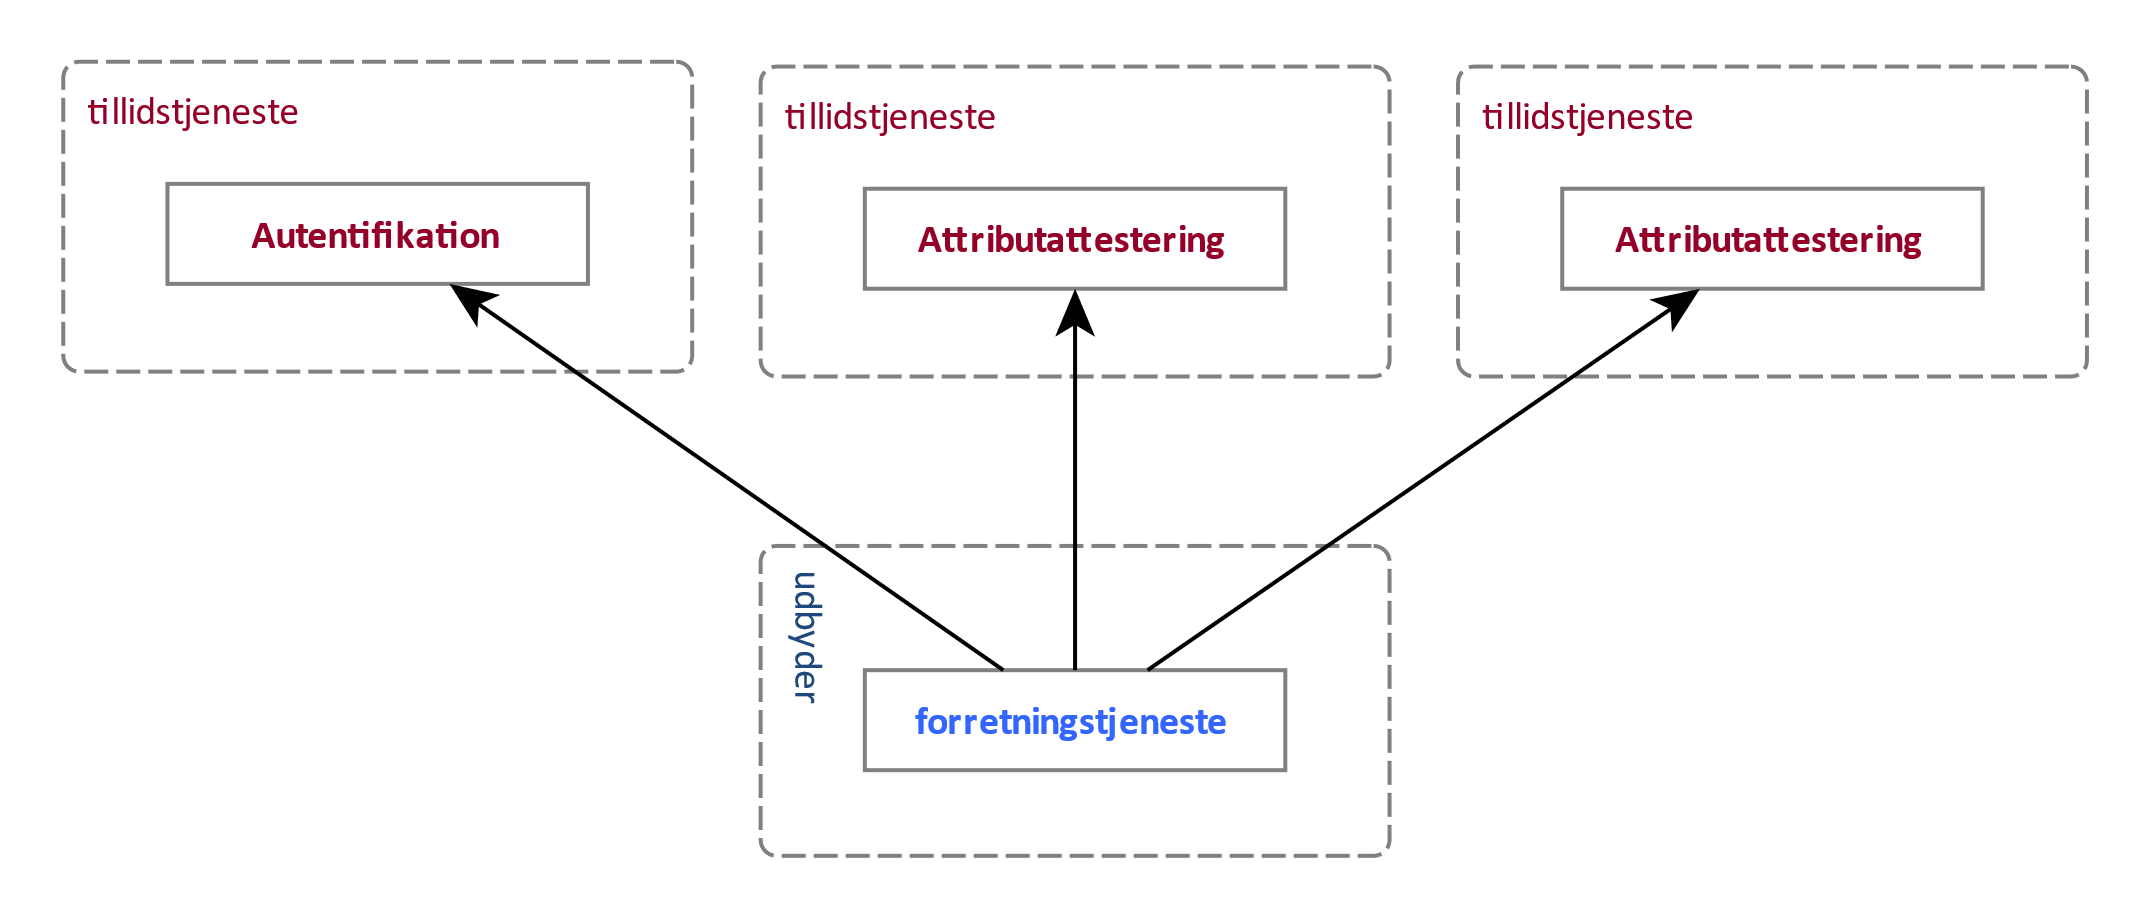 tillidstjeneste
Autentifikation
tillidstjeneste
Attributattestering
tillidstjeneste
Attributattestering
udbyder
forretningstjeneste